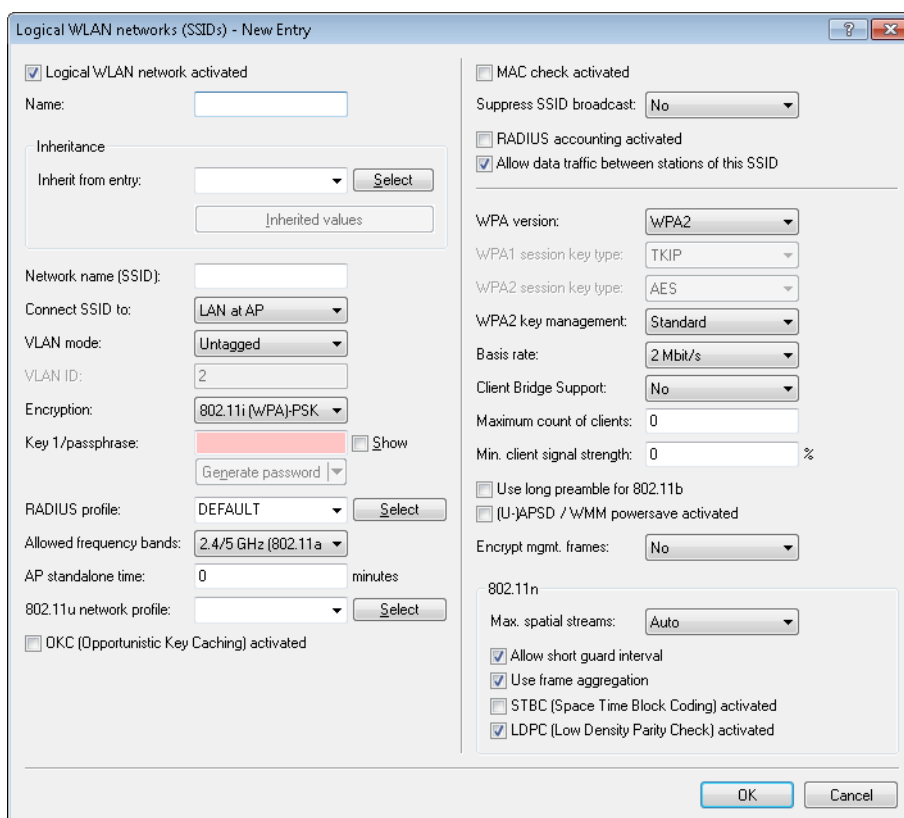 Logical WLAN networks (SSIDs) - New Entry
Logical WLAN network activated
Name:
Inheritance
Inherit from entry:
Select
Inherited values
Network name (SSID):
Connect SSID to: LAN at AP
VLAN mode: Untagged
VLAN ID: 2
Encryption: 802.11i (WPA)-PSK
Key 1/passphrase: Show
Generate password
RADIUS profile: DEFAULT Select
Allowed frequency bands: 2.4/5 GHz (802.11a
AP standalone time: 0 minutes
802.11u network profile: Select
OKC (Opportunistic Key Caching) activated
MAC check activated
Suppress SSID broadcast: No
RADIUS accounting activated
Allow data traffic between stations of this SSID
WPA version: WPA2
WPA1 session key type: TKIP
WPA2 session key type: AES
WPA2 key management: Standard
Basis rate: 2 Mbit/s
Client Bridge Support: No
Maximum count of clients: 0
Min. client signal strength: 0 %
Use long preamble for 802.11b
(U-)APSD / WMM powersave activated
Encrypt mgmt. frames: No
802.11n
Max. spatial streams: Auto
Allow short guard interval
Use frame aggregation
STBC (Space Time Block Coding) activated
LDPC (Low Density Parity Check) activated
OK Cancel